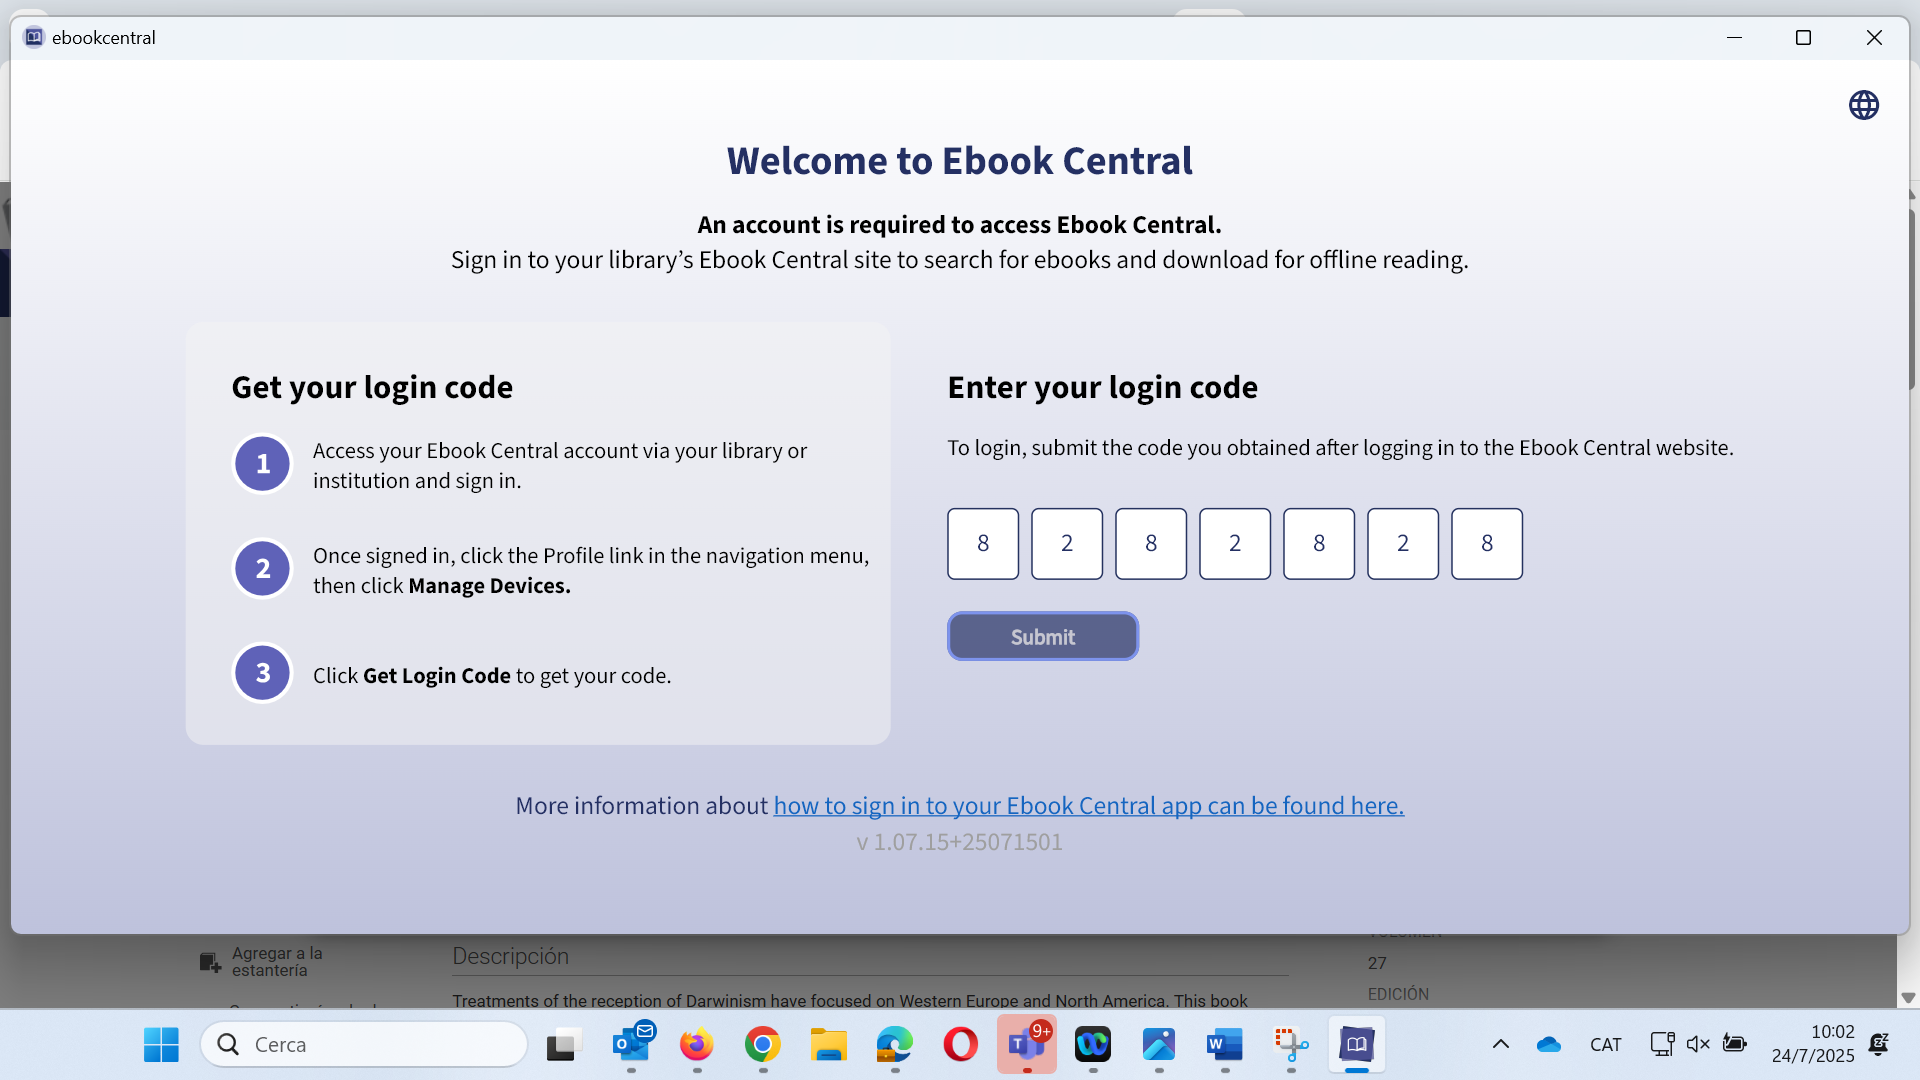 ebookcentral
Welcome to Ebook Central
An account is required to access Ebook Central.
Sign in to your library’s Ebook Central site to search for ebooks and download for offline reading.
Get your login code
1
Access your Ebook Central account via your library or
institution and sign in.
2
Once signed in, click the Profile link in the navigation menu,
then click Manage Devices.
3
Click Get Login Code to get your code.
Enter your login code
To login, submit the code you obtained after logging in to the Ebook Central website.
8 2 8 2 8 2 8
Submit
More information about how to sign in to your Ebook Central app can be found here.
v 1.07.15+25071501
Agregar a la
estantería
Descripción
Treatments of the reception of Darwinism have focused on Western Europe and North America. This book
27
EDICIÓN
Cerca
9+
CAT
10:02
24/7/2025